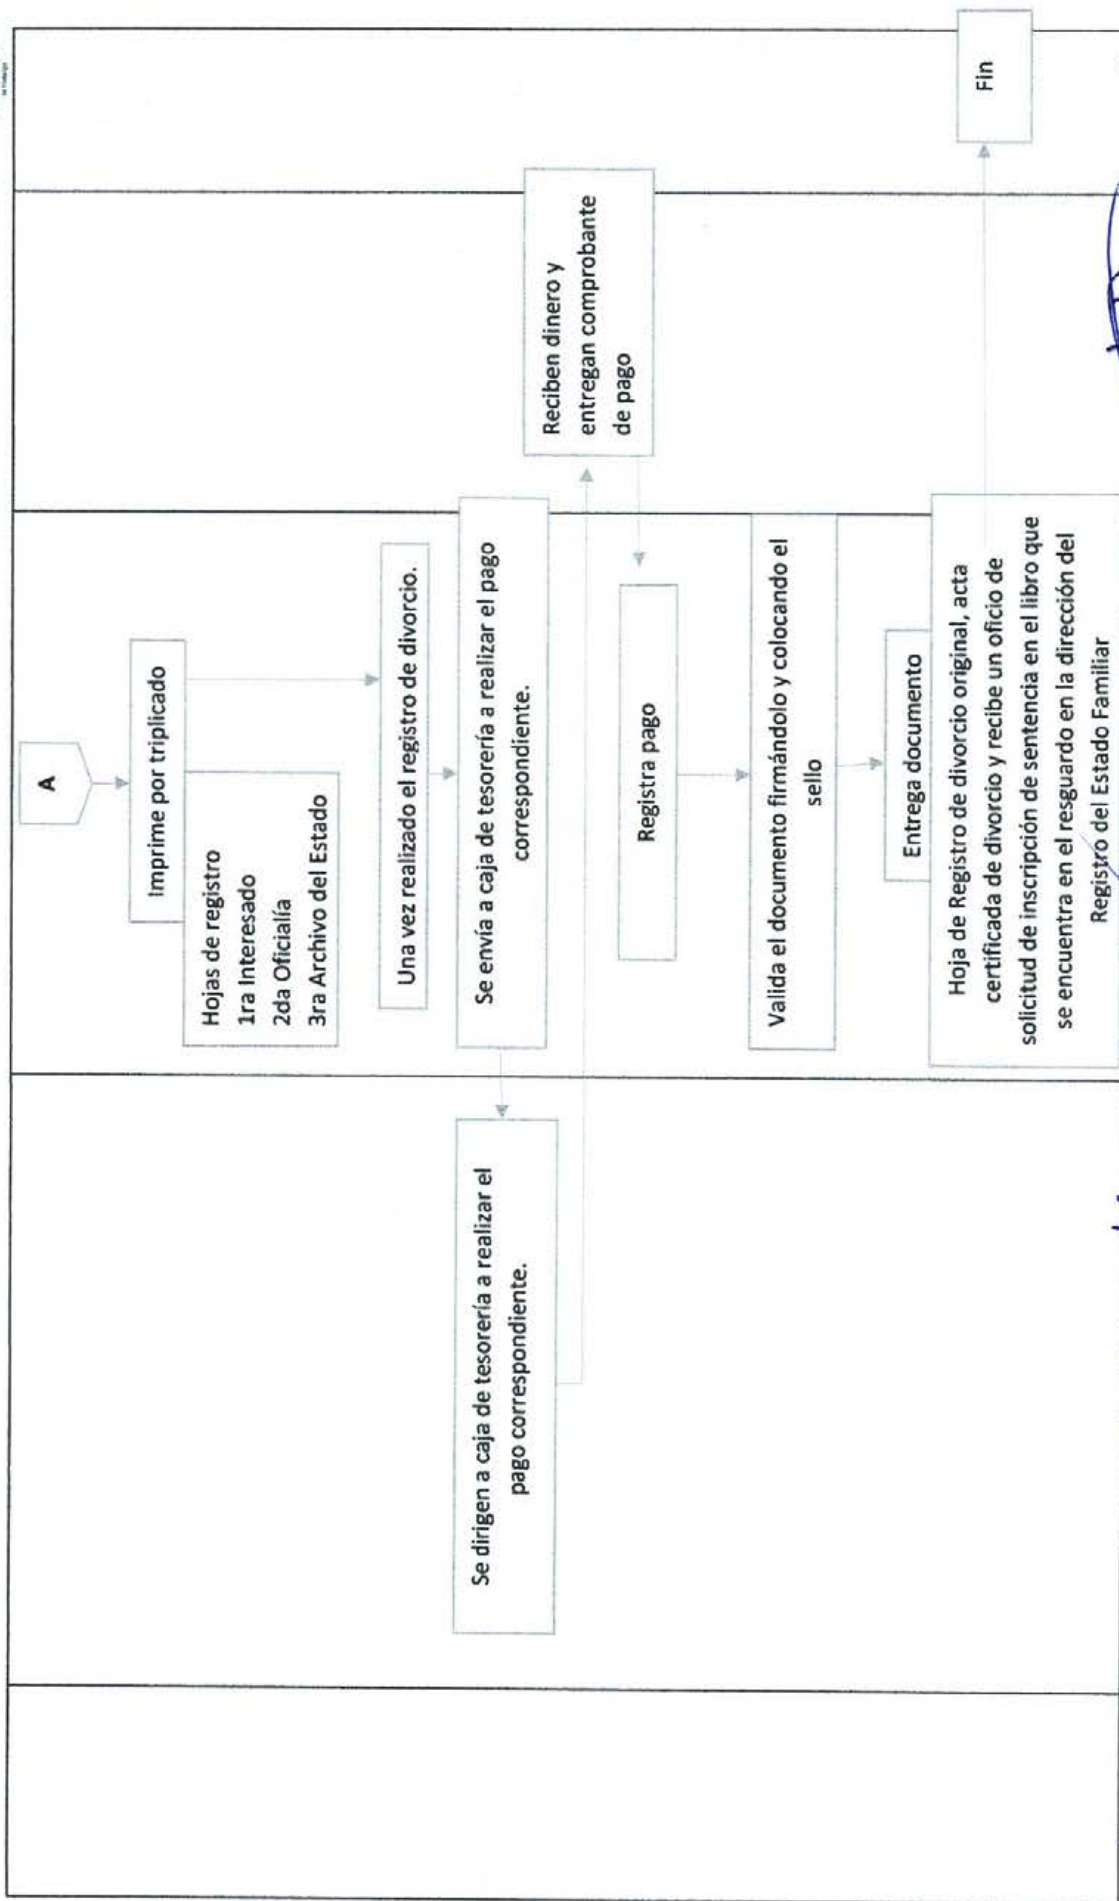 A
Imprime por triplicado
Hojas de registro
1ra Interesado
2da Oficialía
3ra Archivo del Estado
Una vez realizado el registro de divorcio.
Se envía a caja de tesorería a realizar el pago
correspondiente.
Se dirigen a caja de tesorería a realizar el
pago correspondiente.
Reciben dinero y
entregan comprobante
de pago
Registra pago
Valida el documento firmándolo y colocando el
sello
Entrega documento
Hoja de Registro de divorcio original, acta
certificada de divorcio y recibe un oficio de
solicitud de inscripción de sentencia en el libro que
se encuentra en el resguardo en la dirección del
Registro del Estado Familiar
Fin